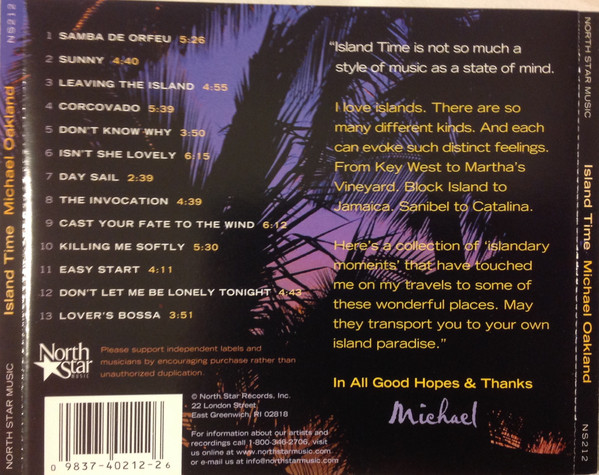 NS212
Island Time Michael Oakland
NORTH STAR MUSIC
1 SAMBA DE ORFEU 5:26
2 SUNNY 4:40
3 LEAVING THE ISLAND 4:55
4 CORCOVADO 5:39
5 DON'T KNOW WHY 3:50
6 ISN'T SHE LOVELY 6:15
7 DAY SAIL 2:39
8 THE INVOCATION 4:39
9 CAST YOUR FATE TO THE WIND 6:12
10 KILLING ME SOFTLY 5:30
11 EASY START 4:11
12 DON'T LET ME BE LONELY TONIGHT 4:43
13 LOVER'S BOSSA 3:51
North
Star
MUSIC
Please support independent labels and
musicians by encouraging purchase rather than
unauthorized duplication.
0 9837-40212-2 6
© North Star Records, Inc.
22 London Street
East Greenwich, RI 02818
For information about our artists and
recordings call 1-800-346-2706, visit
us online at www.northstarmusic.com
or e-mail us at info@northstarmusic.com
"Island Time is not so much a
style of music as a state of mind.
I love islands. There are so
many different kinds. And each
can evoke such distinct feelings.
From Key West to Martha's
Vineyard. Block Island to
Jamaica. Sanibel to Catalina.
Here's a collection of 'islandary
moments' that have touched
me on my travels to some of
these wonderful places. May
they transport you to your own
island paradise."
In All Good Hopes & Thanks
Michael
NORTH STAR MUSIC
Island Time Michael Oakland
NS212